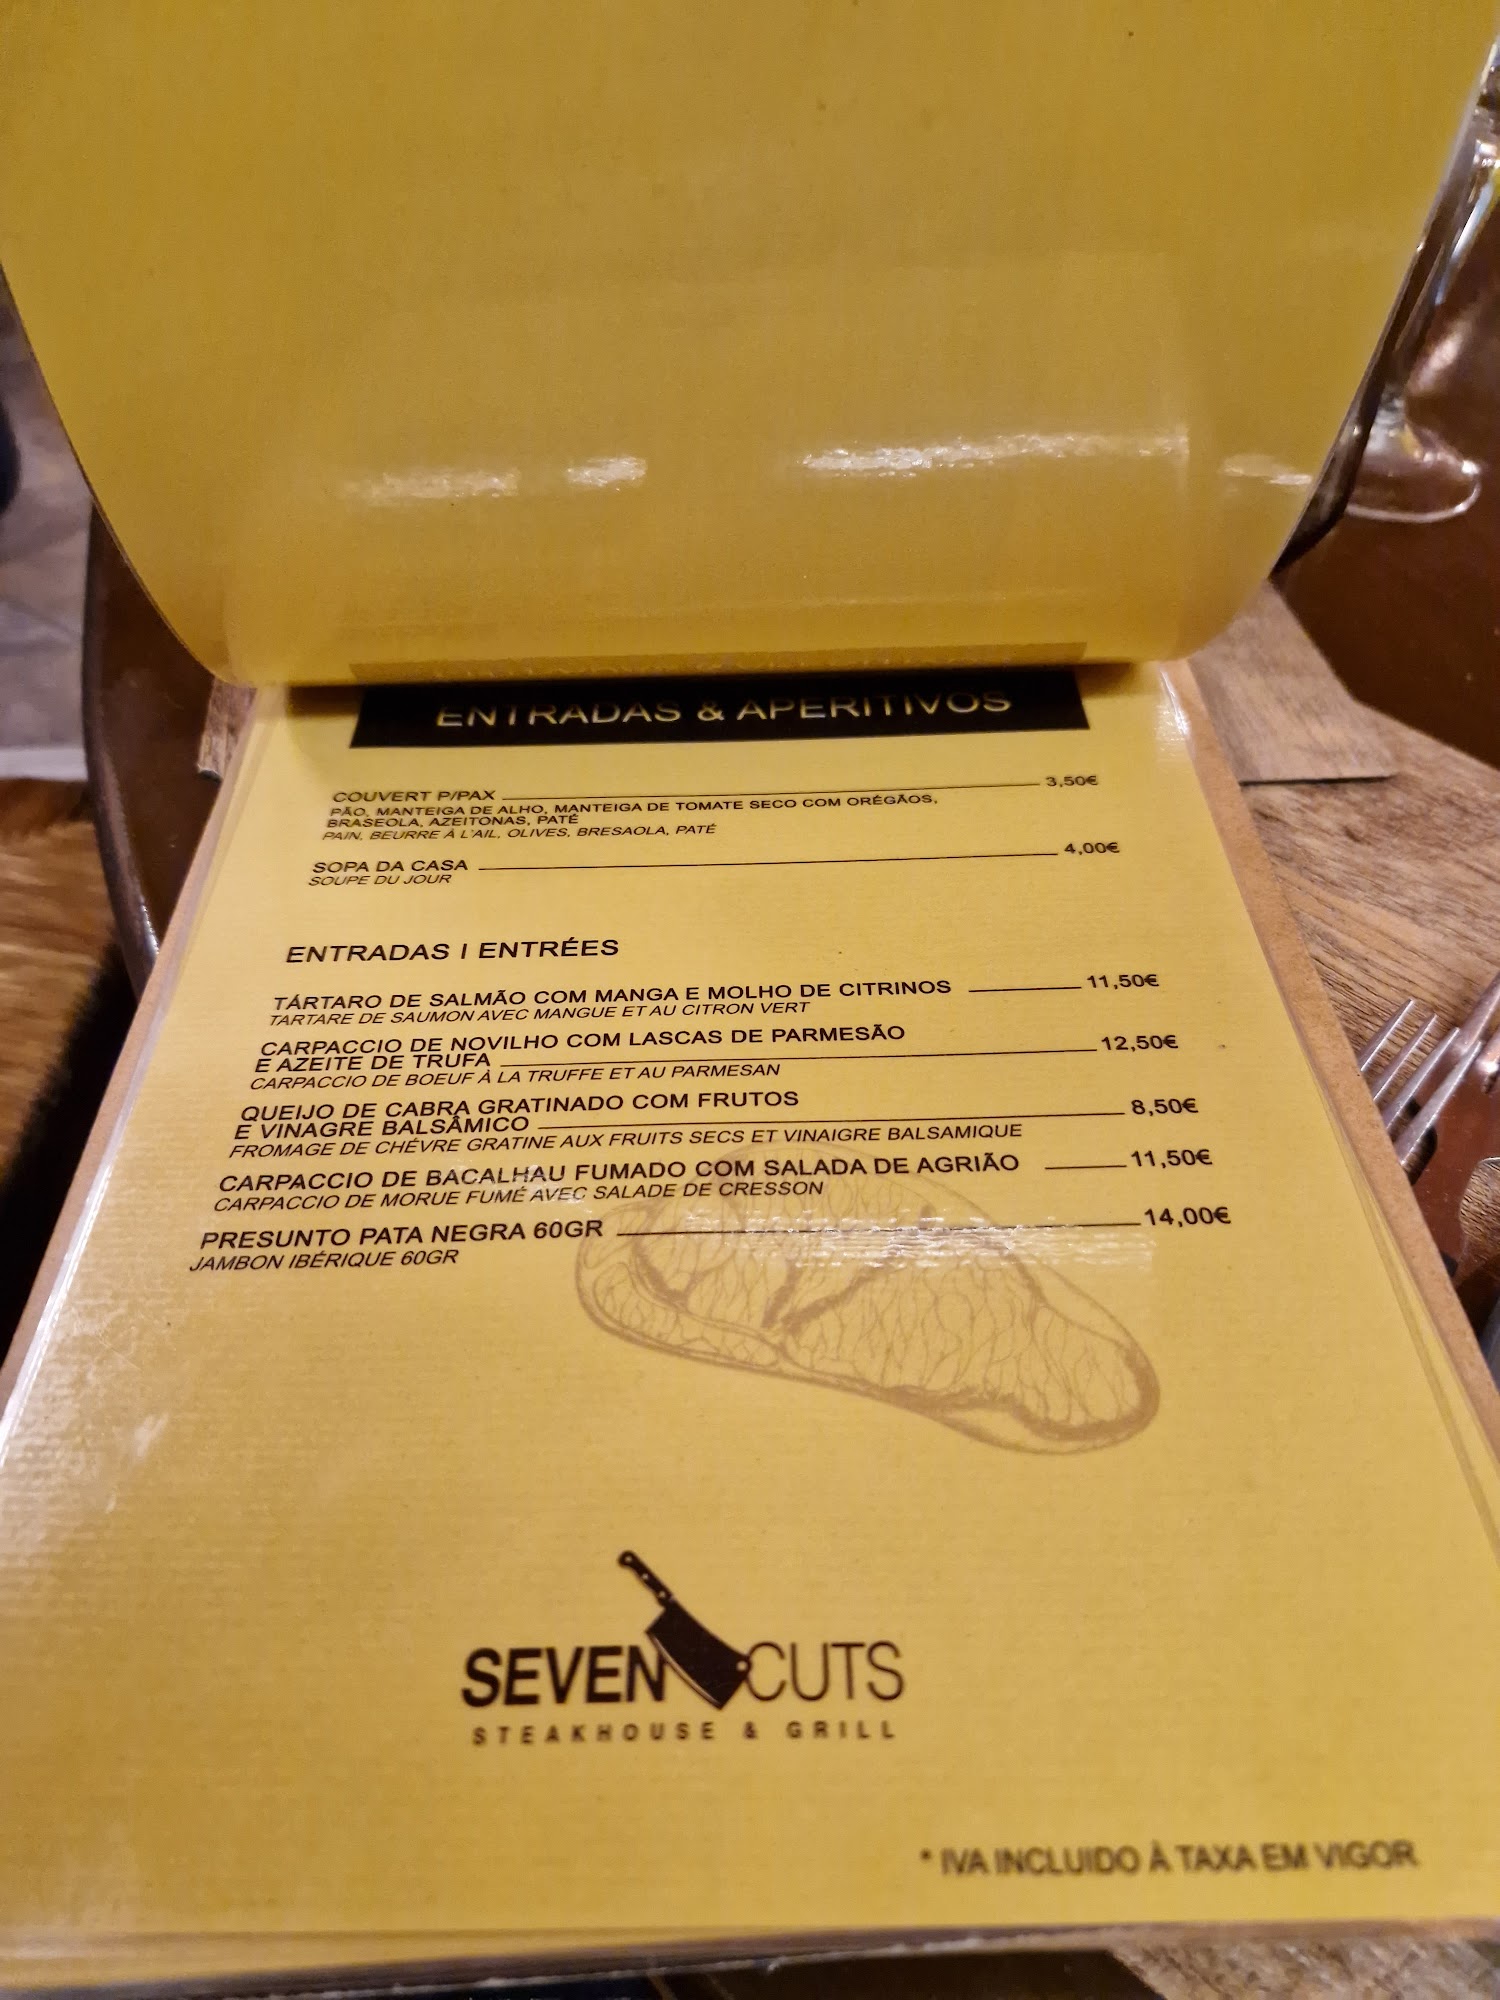 ENTRADAS & APERITIVOS
COUVERT P/PAX 3,50€
PÃO, MANTEIGA DE ALHO, MANTEIGA DE TOMATE SECO COM ORÉGÃOS,
BRASEOLA, AZEITONAS, PATÉ
PAIN, BEURRE À L'AIL, OLIVES, BRESAOLA, PATÉ
SOPA DA CASA 4,00€
SOUPE DU JOUR
ENTRADAS I ENTRÉES
TÁRTARO DE SALMÃO COM MANGA E MOLHO DE CITRINOS 11,50€
TARTARE DE SAUMON AVEC MANGUE ET AU CITRON VERT
CARPACCIO DE NOVILHO COM LASCAS DE PARMESÃO
E AZEITE DE TRUFA 12,50€
CARPACCIO DE BOEUF À LA TRUFFE ET AU PARMESAN
QUEIJO DE CABRA GRATINADO COM FRUTOS
E VINAGRE BALSÂMICO 8,50€
FROMAGE DE CHÉVRE GRATINE AUX FRUITS SECS ET VINAIGRE BALSAMIQUE
CARPACCIO DE BACALHAU FUMADO COM SALADA DE AGRIÃO 11,50€
CARPACCIO DE MORUE FUMÉ AVEC SALADE DE CRESSON
PRESUNTO PATA NEGRA 60GR 14,00€
JAMBON IBÉRIQUE 60GR
SEVEN CUTS
STEAKHOUSE & GRILL
* IVA INCLUIDO À TAXA EM VIGOR